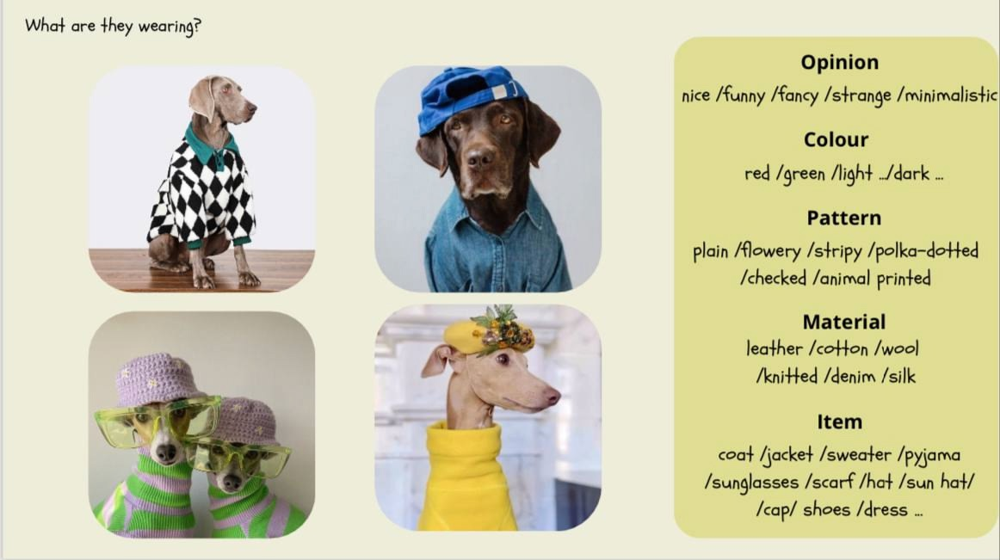 What are they wearing?
Opinion
nice /funny /fancy /strange /minimalistic
Colour
red /green /light .../dark ...
Pattern
plain /flowery /stripy /polka-dotted
/checked /animal printed
Material
leather /cotton /wool
/knitted /denim /silk
Item
coat /jacket /sweater /pyjama
/sunglasses /scarf /hat /sun hat/
/cap/ shoes /dress ...